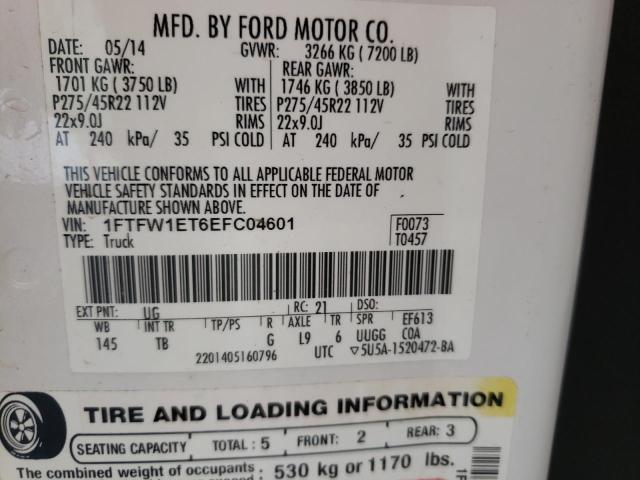 MFD. BY FORD MOTOR CO.
DATE: 05/14 GVWR: 3266 KG (7200 LB)
FRONT GAWR: REAR GAWR:
1701 KG (3750 LB) WITH 1746 KG (3850 LB) WITH
P275/45R22 112V TIRES P275/45R22 112V TIRES
22x9.0J RIMS 22x9.0J RIMS
AT 240 kPa/ 35 PSI COLD AT 240 kPa/ 35 PSI COLD
THIS VEHICLE CONFORMS TO ALL APPLICABLE FEDERAL MOTOR
VEHICLE SAFETY STANDARDS IN EFFECT ON THE DATE OF
MANUFACTURE SHOWN ABOVE.
VIN: 1FTFW1ET6EFC04601 F0073
TYPE: Truck T0457
EXT PNT: UG RC: 21 DSO:
WB INT TR TP/PS R AXLE TR SPR EF613
145 TB G L9 6 UUGG COA
2201405160796 UTC ▽5U5A-1520472-BA
TIRE AND LOADING INFORMATION
SEATING CAPACITY TOTAL: 5 FRONT: 2 REAR: 3
The combined weight of occupants 530 kg or 1170 lbs.